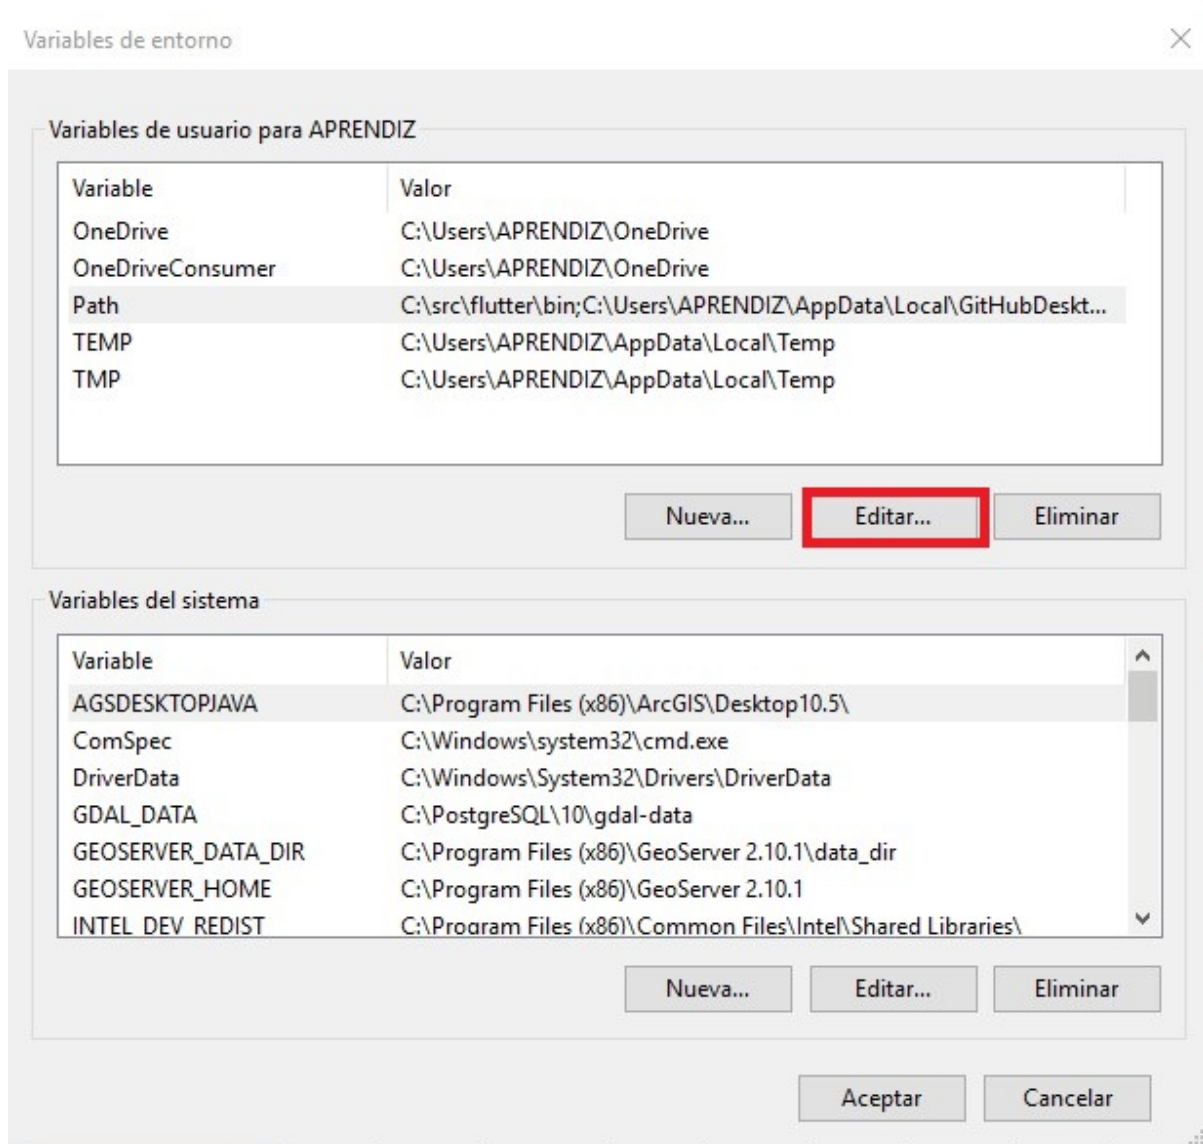 Variables de entorno
Variables de usuario para APRENDIZ
Variable Valor
OneDrive C:\Users\APRENDIZ\OneDrive
OneDriveConsumer C:\Users\APRENDIZ\OneDrive
Path C:\src\flutter\bin;C:\Users\APRENDIZ\AppData\Local\GitHubDeskt...
TEMP C:\Users\APRENDIZ\AppData\Local\Temp
TMP C:\Users\APRENDIZ\AppData\Local\Temp
Nueva... Editar... Eliminar
Variables del sistema
Variable Valor
AGSDESKTOPJAVA C:\Program Files (x86)\ArcGIS\Desktop10.5\
ComSpec C:\Windows\system32\cmd.exe
DriverData C:\Windows\System32\Drivers\DriverData
GDAL_DATA C:\PostgreSQL\10\gdal-data
GEOSERVER_DATA_DIR C:\Program Files (x86)\GeoServer 2.10.1\data_dir
GEOSERVER_HOME C:\Program Files (x86)\GeoServer 2.10.1
INTEL_DEV_REDIST C:\Program Files (x86)\Common Files\Intel\Shared Libraries\
Nueva... Editar... Eliminar
Aceptar Cancelar